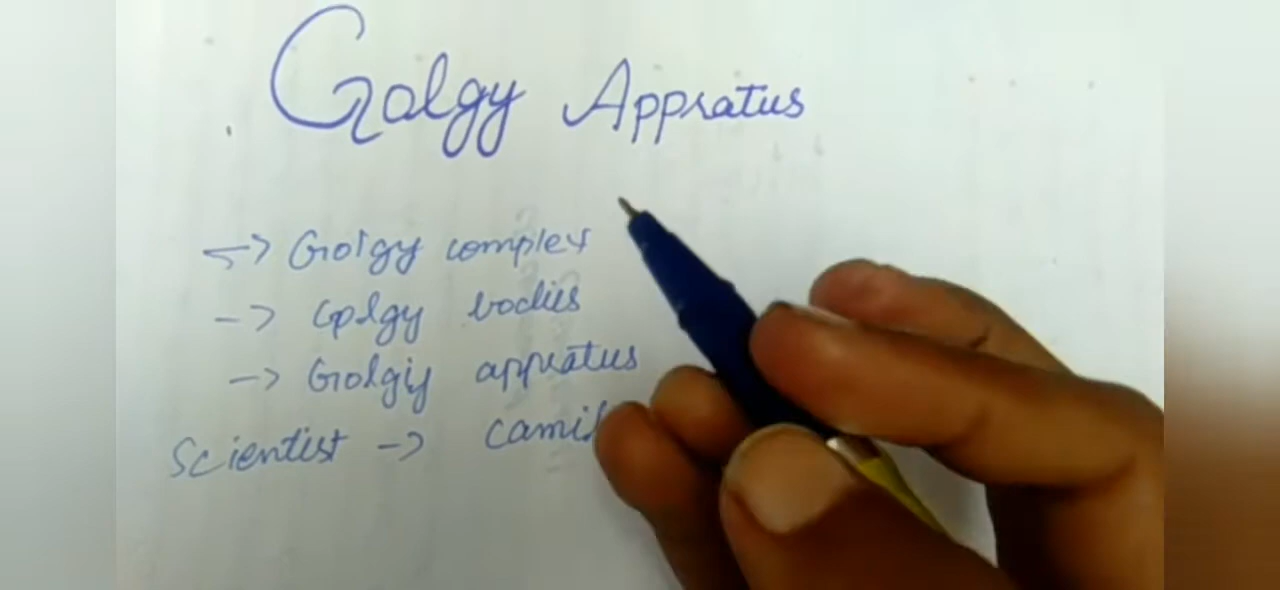 Golgy Appratus
-> Golgy complex
-> Golgy bodies
-> Golgiy appratus
Scientist -> Camil